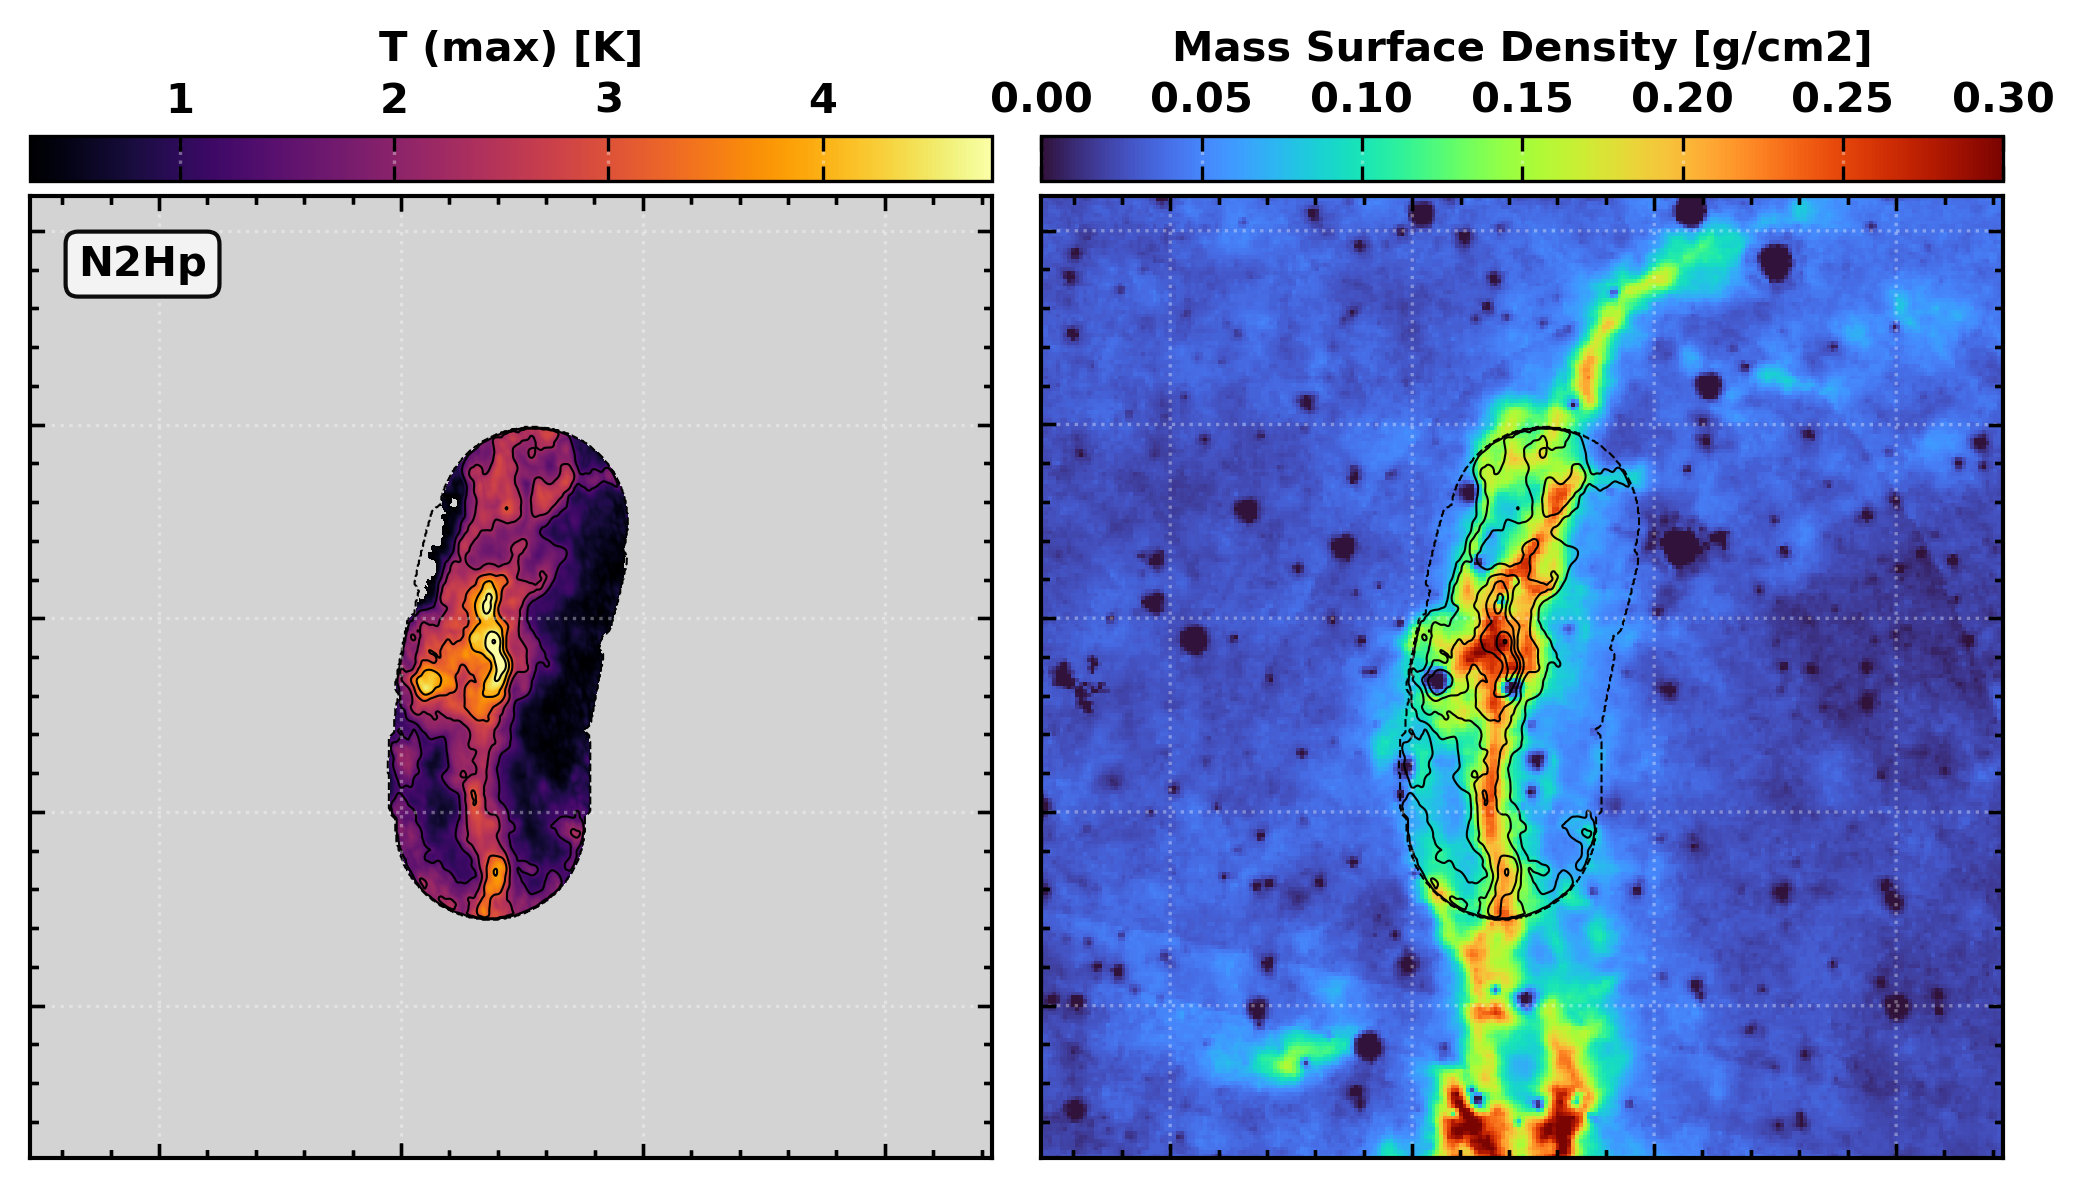 T (max) [K]
1 2 3 4
N2Hp
Mass Surface Density [g/cm2]
0.00 0.05 0.10 0.15 0.20 0.25 0.30